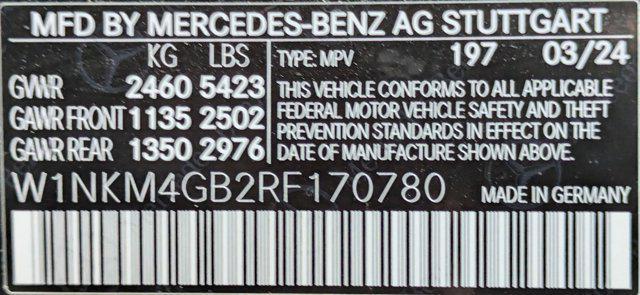 MFD BY MERCEDES-BENZ AG STUTTGART
KG LBS TYPE: MPV 197 03/24
GVWR 2460 5423
GAWR FRONT 1135 2502
GAWR REAR 1350 2976
THIS VEHICLE CONFORMS TO ALL APPLICABLE
FEDERAL MOTOR VEHICLE SAFETY AND THEFT
PREVENTION STANDARDS IN EFFECT ON THE
DATE OF MANUFACTURE SHOWN ABOVE.
W1NKM4GB2RF170780 MADE IN GERMANY